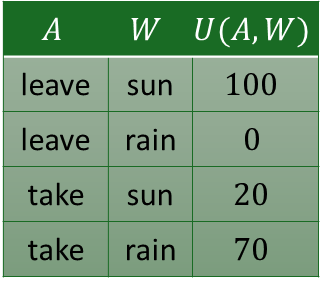 A W U(A,W)
leave sun 100
leave rain 0
take sun 20
take rain 70